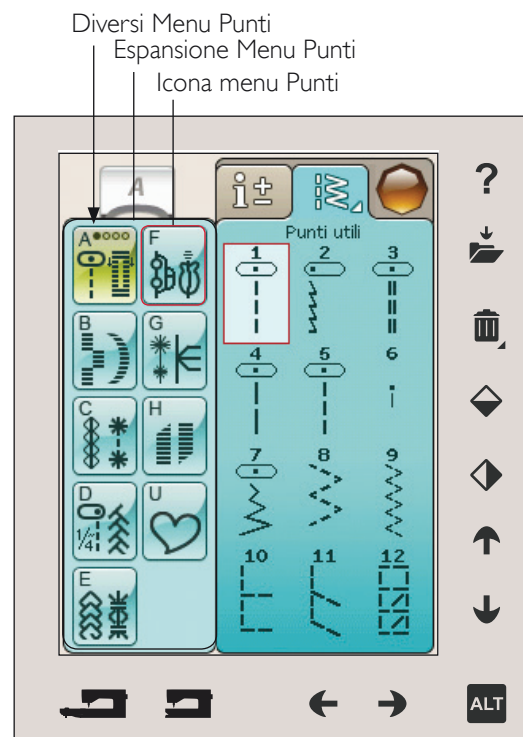 Diversi Menu Punti
Espansione Menu Punti
Icona menu Punti
A
i±
?
Punti utili
A F
1 2 3
B G
4 5 6
C H
7 8 9
D U
1/4
10 11 12
E
ALT